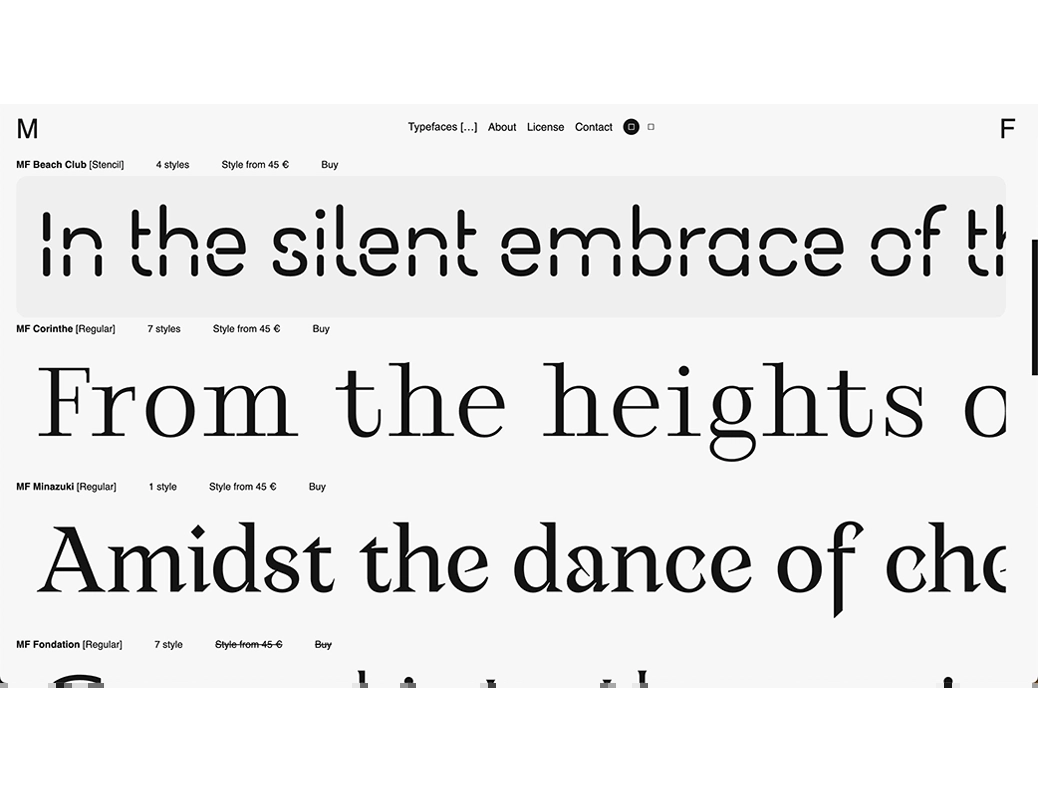 M Typefaces [...] About License Contact F
MF Beach Club [Stencil] 4 styles Style from 45 € Buy
In the silent embrace of th
MF Corinthe [Regular] 7 styles Style from 45 € Buy
From the heights o
MF Minazuki [Regular] 1 style Style from 45 € Buy
Amidst the dance of che
MF Fondation [Regular] 7 style Style from 45 € Buy